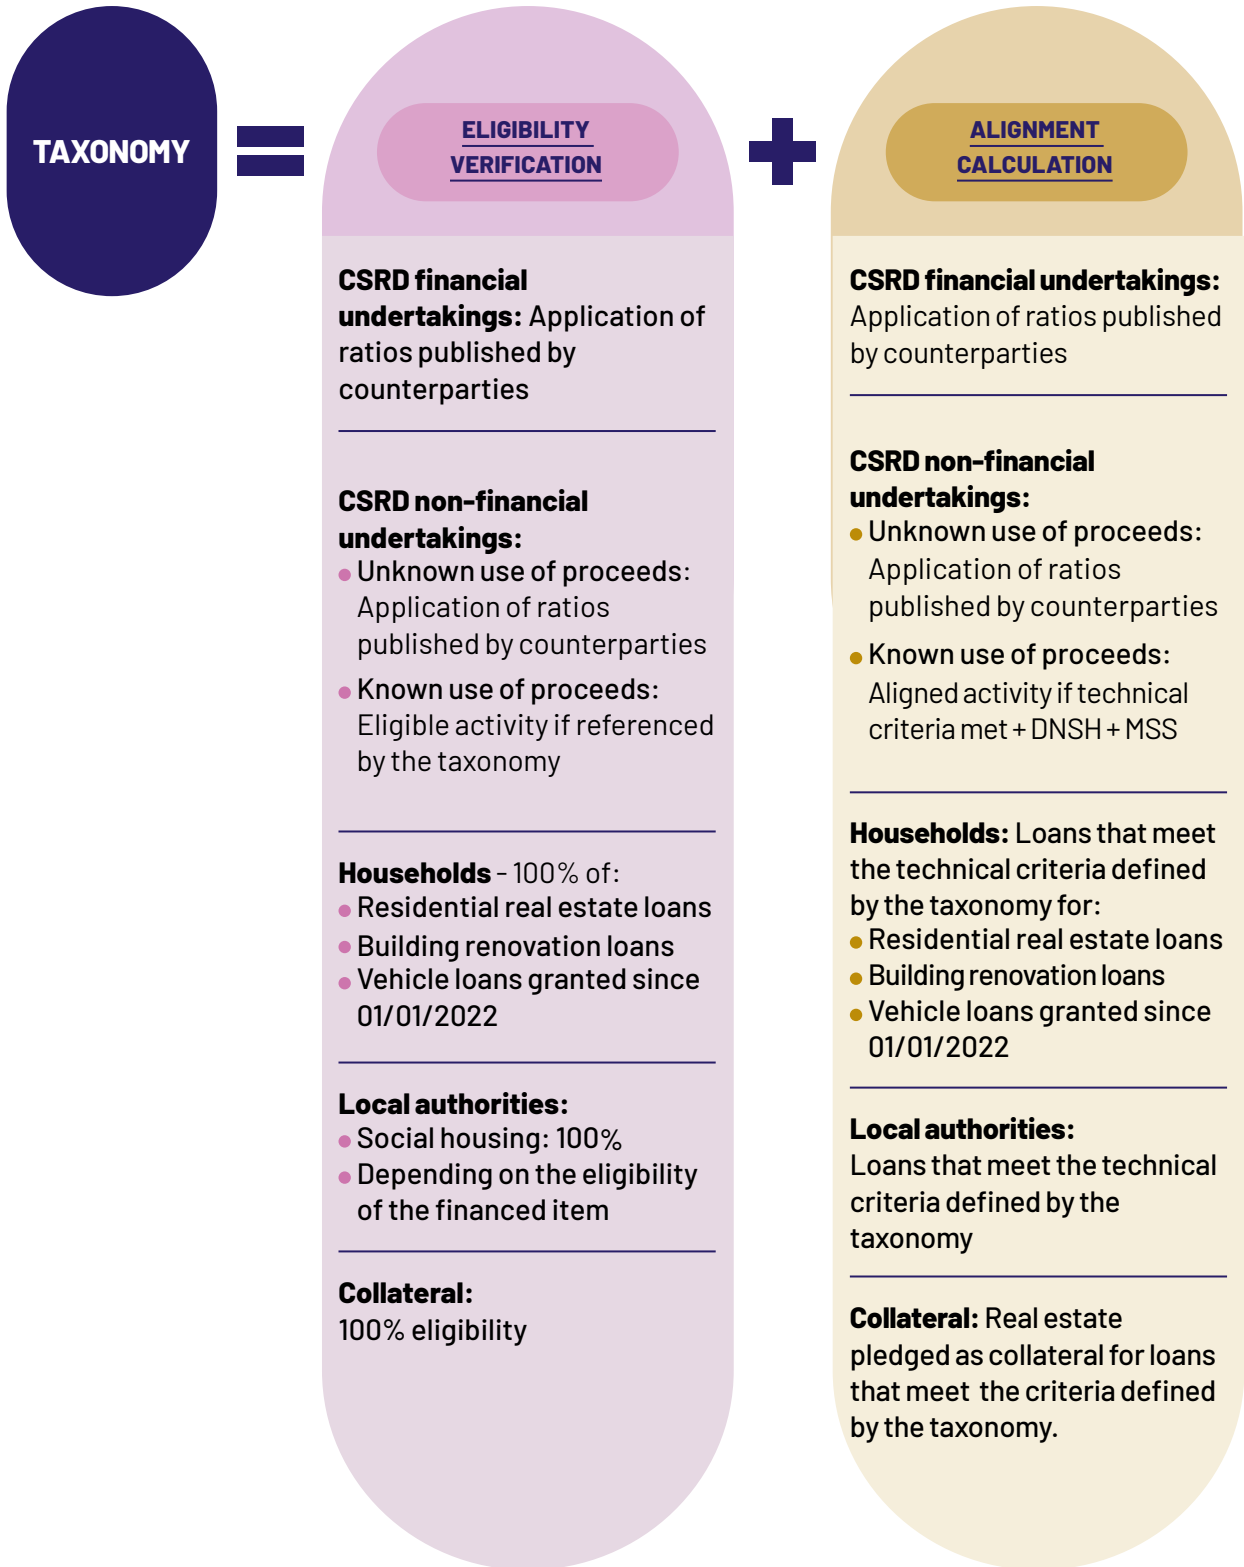 TAXONOMY
ELIGIBILITY
VERIFICATION
CSRD financial
undertakings: Application of
ratios published by
counterparties
CSRD non-financial
undertakings:
Unknown use of proceeds:
Application of ratios
published by counterparties
Known use of proceeds:
Eligible activity if referenced
by the taxonomy
Households - 100% of:
Residential real estate loans
Building renovation loans
Vehicle loans granted since
01/01/2022
Local authorities:
Social housing: 100%
Depending on the eligibility
of the financed item
Collateral:
100% eligibility
ALIGNMENT
CALCULATION
CSRD financial undertakings:
Application of ratios published
by counterparties
CSRD non-financial
undertakings:
Unknown use of proceeds:
Application of ratios
published by counterparties
Known use of proceeds:
Aligned activity if technical
criteria met + DNSH + MSS
Households: Loans that meet
the technical criteria defined
by the taxonomy for:
Residential real estate loans
Building renovation loans
Vehicle loans granted since
01/01/2022
Local authorities:
Loans that meet the technical
criteria defined by the
taxonomy
Collateral: Real estate
pledged as collateral for loans
that meet the criteria defined
by the taxonomy.